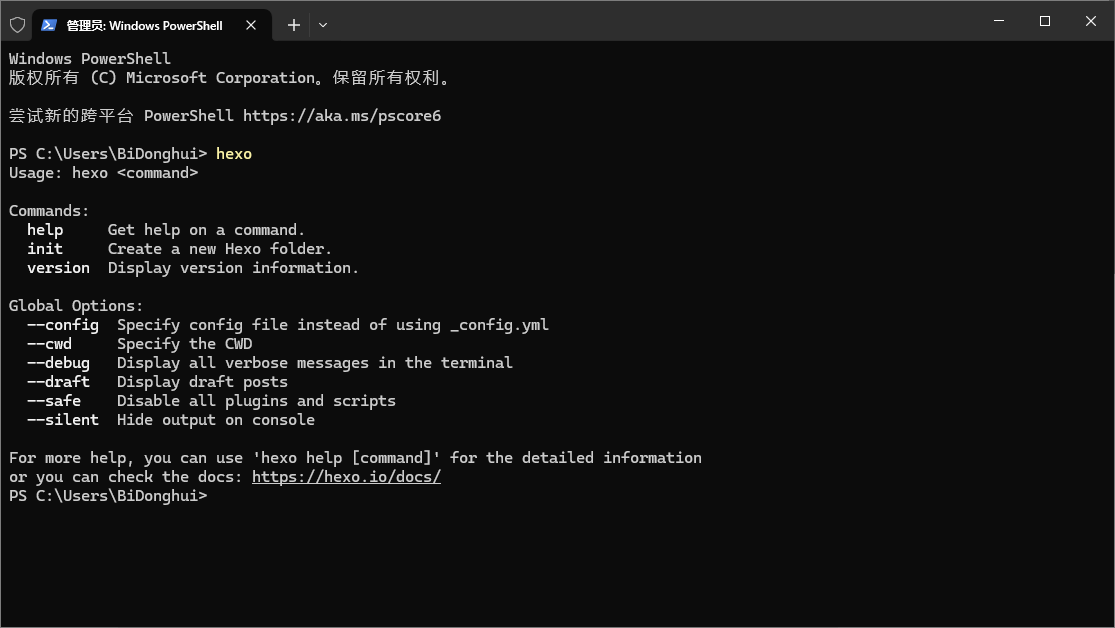 管理员: Windows PowerShell
Windows PowerShell
版权所有 (C) Microsoft Corporation。保留所有权利。
尝试新的跨平台 PowerShell https://aka.ms/pscore6
PS C:\Users\BiDonghui> hexo
Usage: hexo <command>
Commands:
  help     Get help on a command.
  init     Create a new Hexo folder.
  version  Display version information.
Global Options:
  --config  Specify config file instead of using _config.yml
  --cwd     Specify the CWD
  --debug   Display all verbose messages in the terminal
  --draft   Display draft posts
  --safe    Disable all plugins and scripts
  --silent  Hide output on console
For more help, you can use 'hexo help [command]' for the detailed information
or you can check the docs: https://hexo.io/docs/
PS C:\Users\BiDonghui>